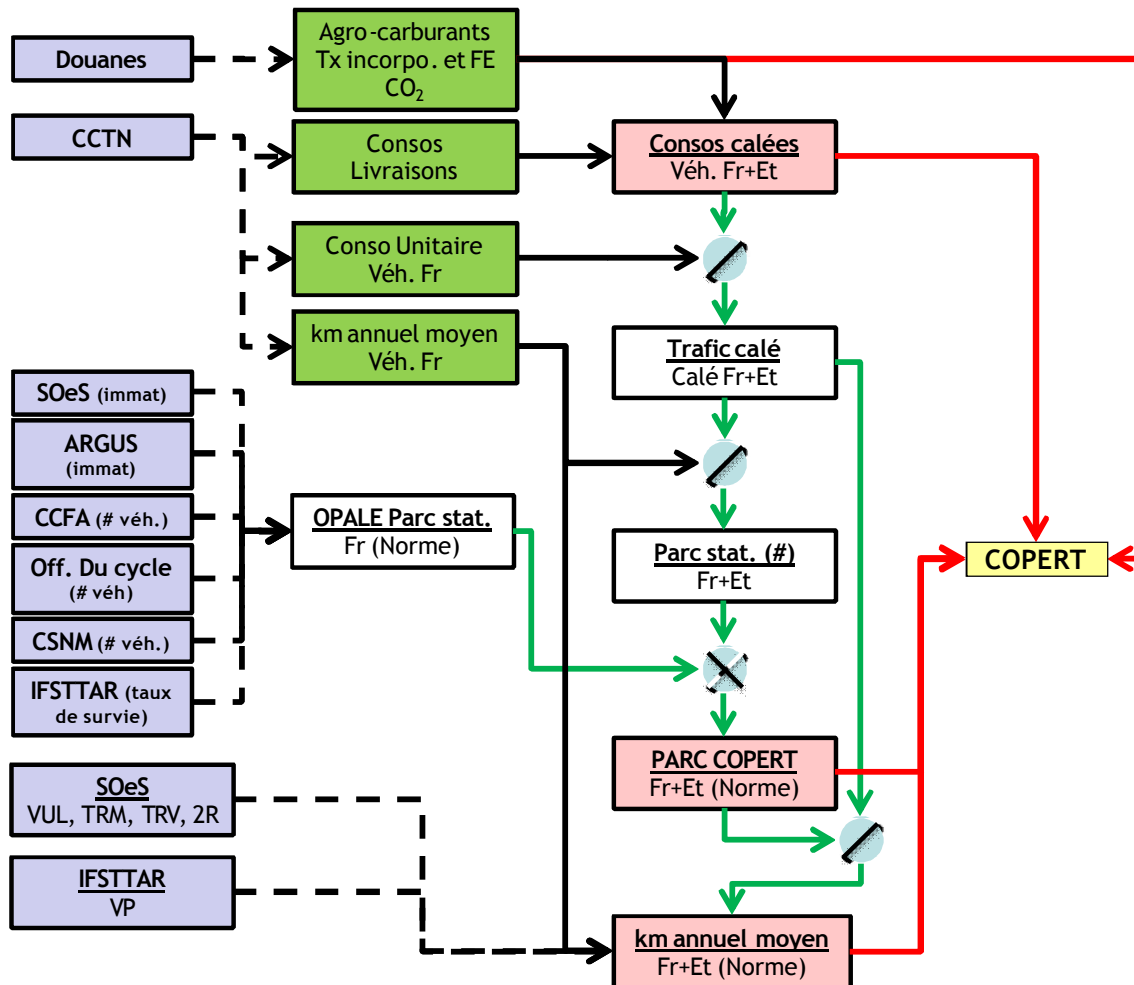 Douanes
Agro-carburants
Tx incorpo. et FE
CO₂
CCTN
Consos
Livraisons
Consos calées
Véh. Fr+Et
Conso Unitaire
Véh. Fr
km annuel moyen
Véh. Fr
Trafic calé
Calé Fr+Et
SOeS (immat)
ARGUS
(immat)
CCFA (# véh.)
OPALE Parc stat.
Fr (Norme)
Off. Du cycle
(# véh)
Parc stat. (#)
Fr+Et
COPERT
CSNM (# véh.)
IFSTTAR (taux
de survie)
PARC COPERT
Fr+Et (Norme)
SOeS
VUL, TRM, TRV, 2R
IFSTTAR
VP
km annuel moyen
Fr+Et (Norme)